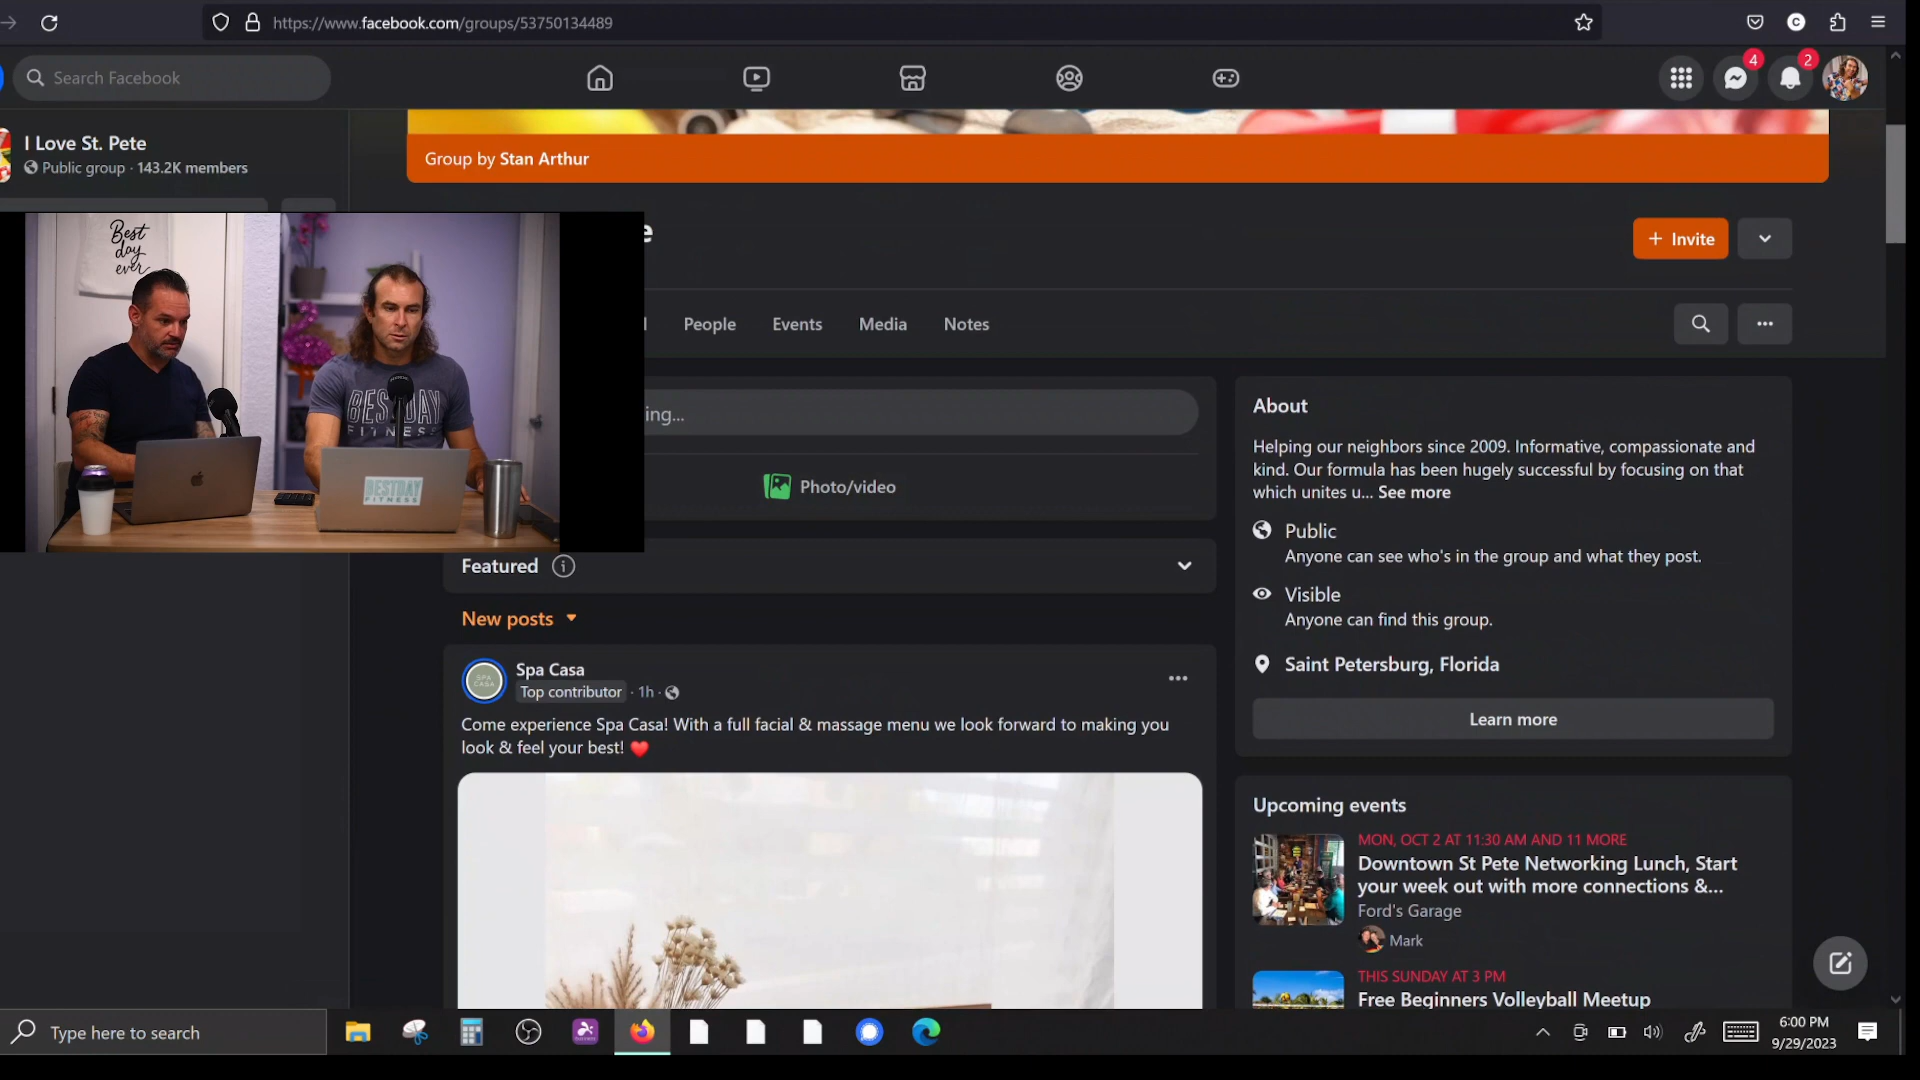 https://www.facebook.com/groups/53750134489
Search Facebook
4
2
I Love St. Pete
Public group · 143.2K members
Group by Stan Arthur
e
+ Invite
Best
day
ever
People
Events
Media
Notes
BESTDAY
FITNESS
BESTDAY
FITNESS
ing...
Photo/video
Featured
New posts
Spa Casa
SPA
CASA
Top contributor · 1h ·
Come experience Spa Casa! With a full facial & massage menu we look forward to making you
look & feel your best! ❤️
About
Helping our neighbors since 2009. Informative, compassionate and
kind. Our formula has been hugely successful by focusing on that
which unites u... See more
Public
Anyone can see who's in the group and what they post.
Visible
Anyone can find this group.
Saint Petersburg, Florida
Learn more
Upcoming events
MON, OCT 2 AT 11:30 AM AND 11 MORE
Downtown St Pete Networking Lunch, Start
your week out with more connections &...
Ford's Garage
Mark
THIS SUNDAY AT 3 PM
Free Beginners Volleyball Meetup
Type here to search
6:00 PM
9/29/2023